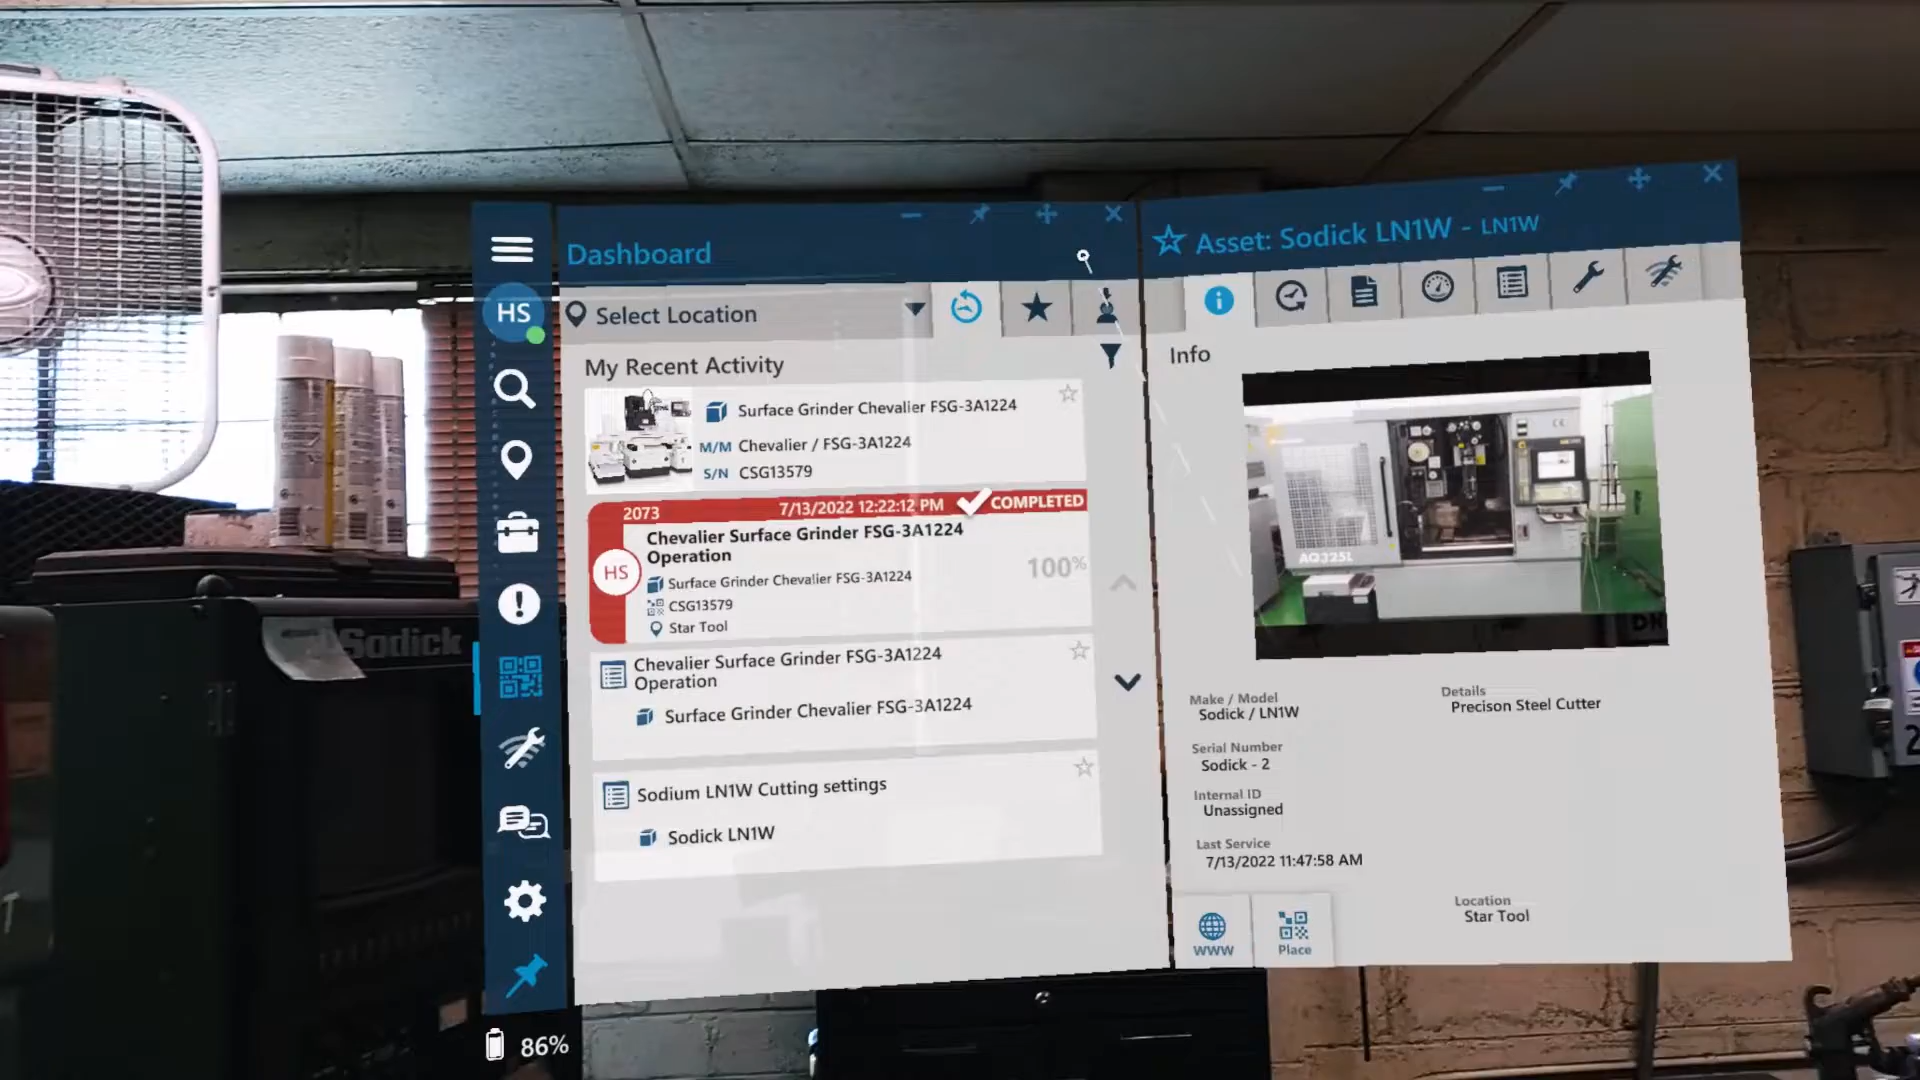 Dashboard
HS
Select Location
My Recent Activity
Surface Grinder Chevalier FSG-3A1224
M/M Chevalier / FSG-3A1224
S/N CSG13579
2073 7/13/2022 12:22:12 PM COMPLETED
Chevalier Surface Grinder FSG-3A1224
Operation
HS
100%
Surface Grinder Chevalier FSG-3A1224
CSG13579
Star Tool
Chevalier Surface Grinder FSG-3A1224
Operation
Surface Grinder Chevalier FSG-3A1224
Sodium LN1W Cutting settings
Sodick LN1W
86%
Asset: Sodick LN1W - LN1W
Info
AQ325L
Make / Model
Sodick / LN1W
Details
Precison Steel Cutter
Serial Number
Sodick - 2
Internal ID
Unassigned
Last Service
7/13/2022 11:47:58 AM
Location
Star Tool
WWW
Place
Sodick